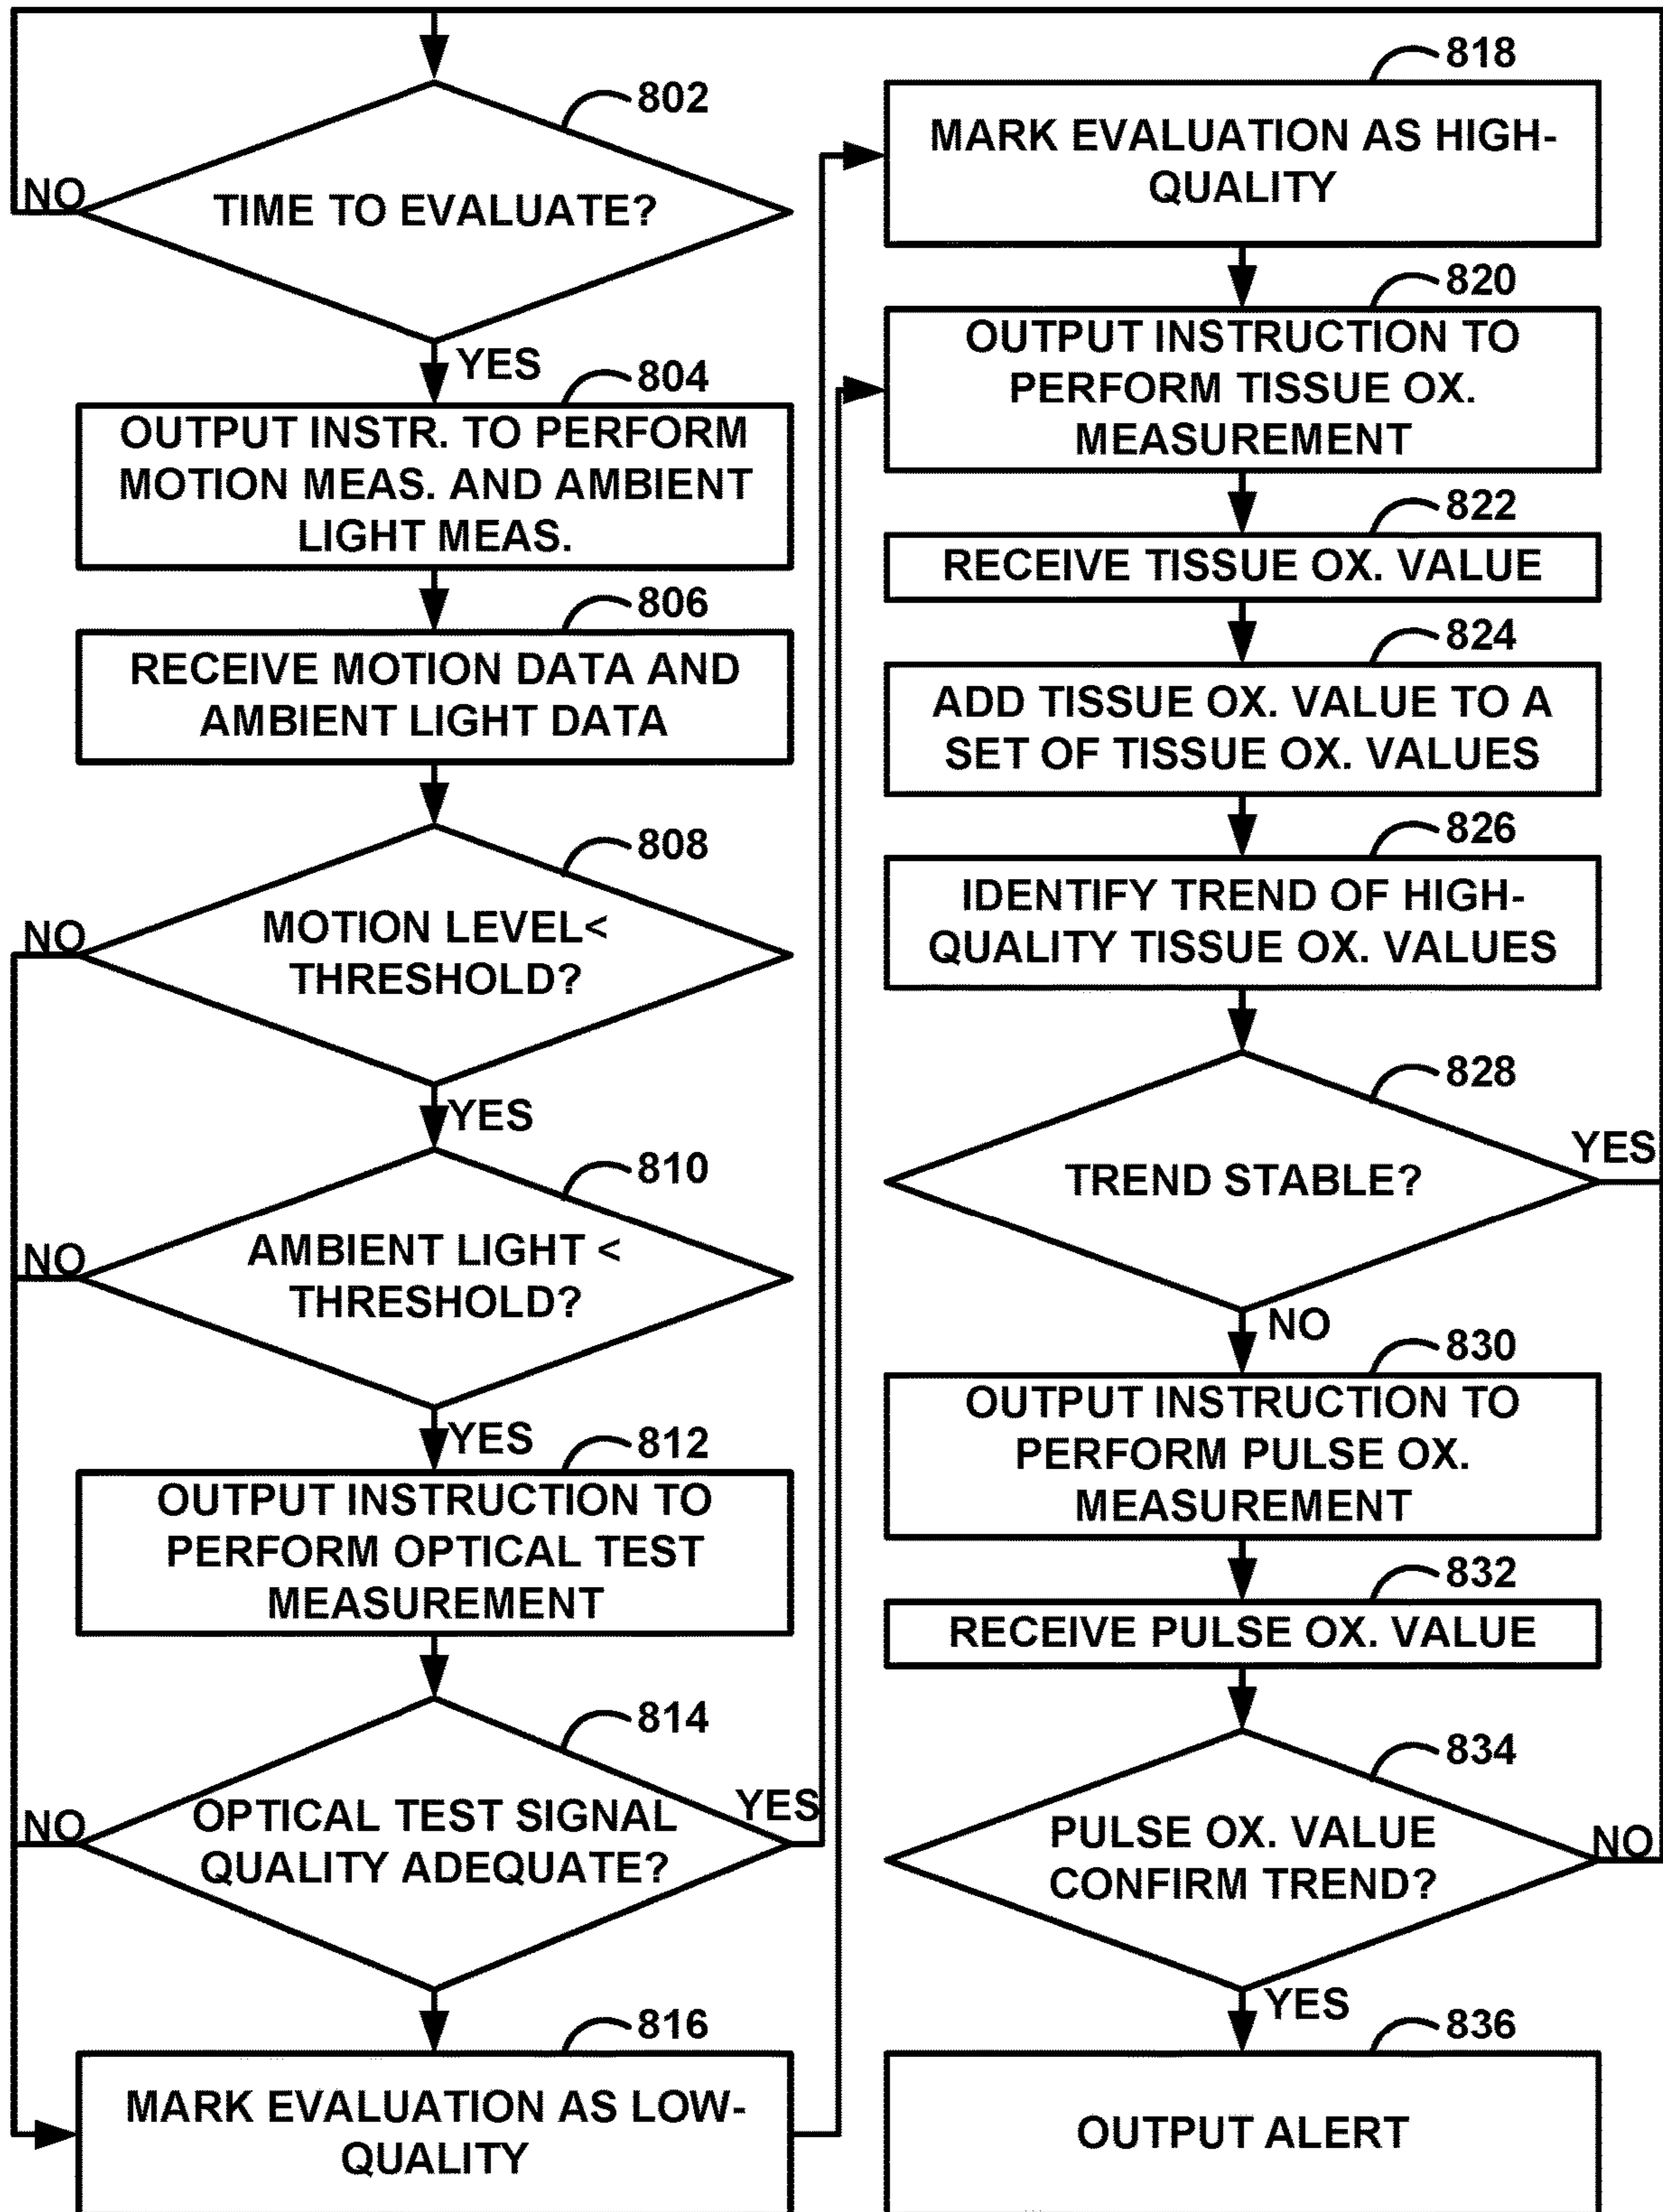 802
TIME TO EVALUATE?
NO
YES
804
OUTPUT INSTR. TO PERFORM
MOTION MEAS. AND AMBIENT
LIGHT MEAS.
806
RECEIVE MOTION DATA AND
AMBIENT LIGHT DATA
808
MOTION LEVEL<
THRESHOLD?
NO
YES
810
AMBIENT LIGHT <
THRESHOLD?
NO
YES
812
OUTPUT INSTRUCTION TO
PERFORM OPTICAL TEST
MEASUREMENT
814
OPTICAL TEST SIGNAL
QUALITY ADEQUATE?
NO
YES
816
MARK EVALUATION AS LOW-
QUALITY
818
MARK EVALUATION AS HIGH-
QUALITY
820
OUTPUT INSTRUCTION TO
PERFORM TISSUE OX.
MEASUREMENT
822
RECEIVE TISSUE OX. VALUE
824
ADD TISSUE OX. VALUE TO A
SET OF TISSUE OX. VALUES
826
IDENTIFY TREND OF HIGH-
QUALITY TISSUE OX. VALUES
828
TREND STABLE?
YES
NO
830
OUTPUT INSTRUCTION TO
PERFORM PULSE OX.
MEASUREMENT
832
RECEIVE PULSE OX. VALUE
834
PULSE OX. VALUE
CONFIRM TREND?
NO
YES
836
OUTPUT ALERT